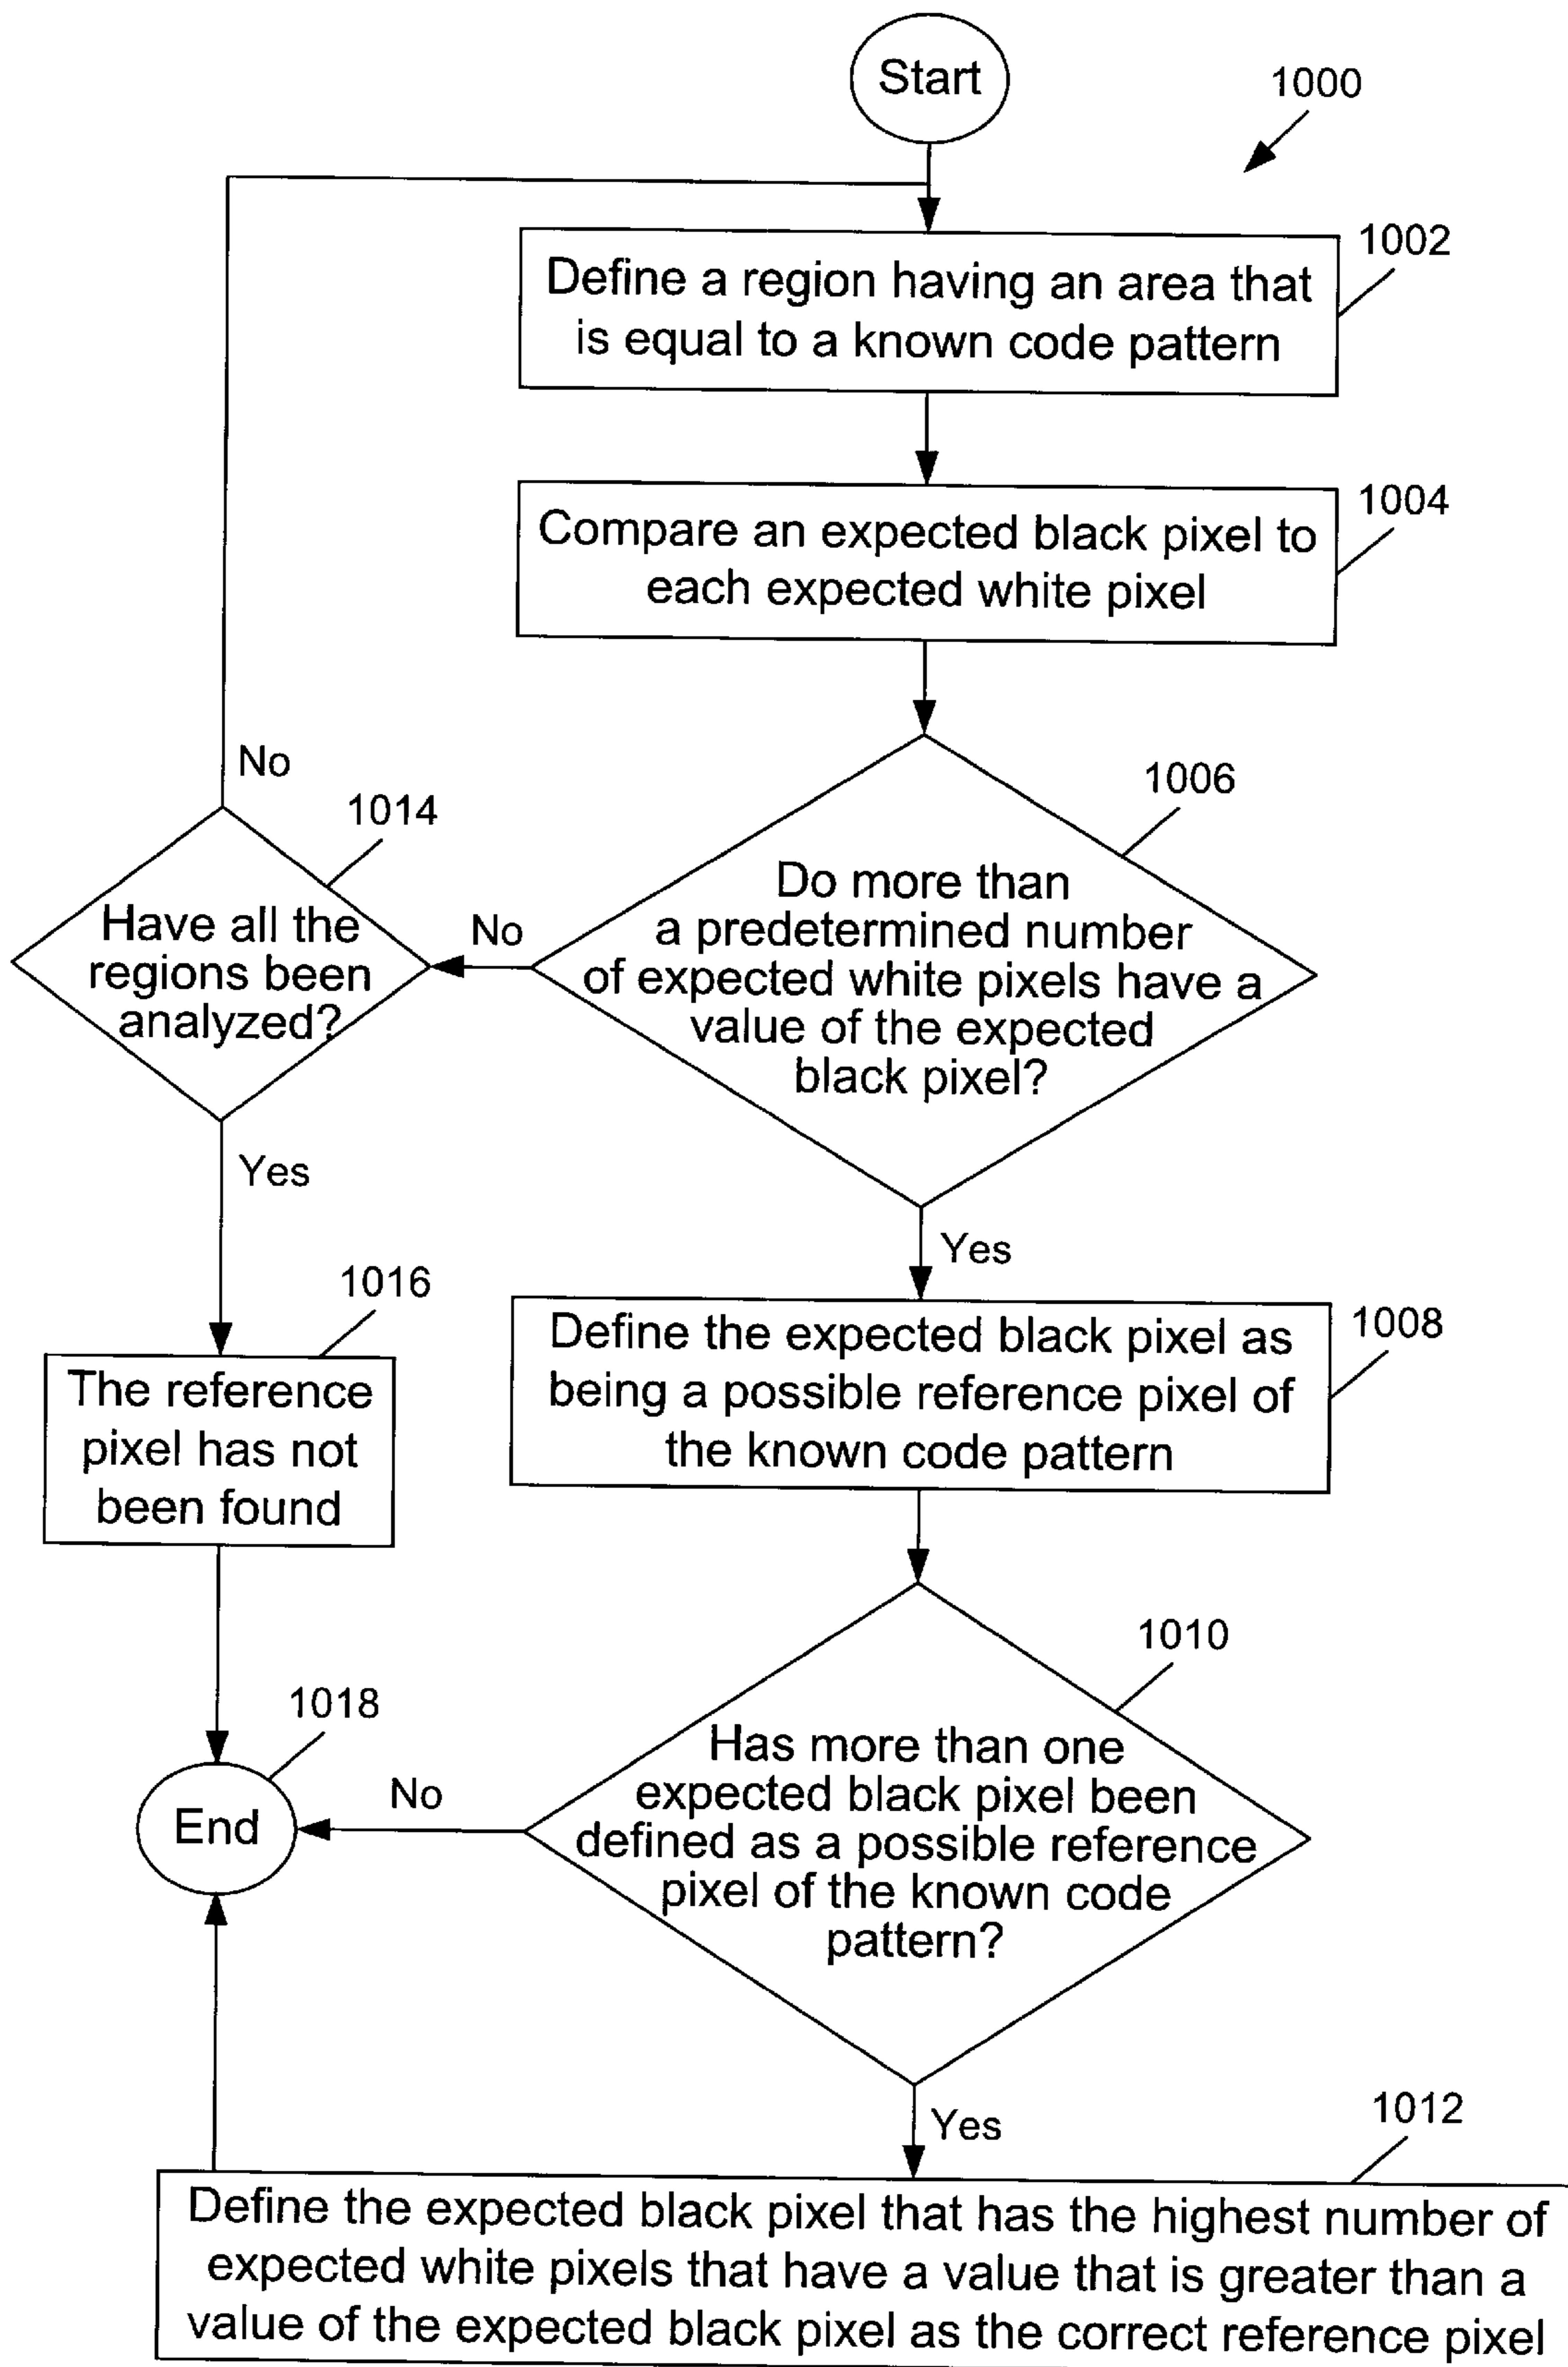 Start
1000
1002
Define a region having an area that
is equal to a known code pattern
1004
Compare an expected black pixel to
each expected white pixel
No
1006
1014
Do more than
a predetermined number
of expected white pixels have a
value of the expected
black pixel?
No
Have all the
regions been
analyzed?
Yes
Yes
1016
The reference
pixel has not
been found
1008
Define the expected black pixel as
being a possible reference pixel of
the known code pattern
1010
1018
Has more than one
expected black pixel been
defined as a possible reference
pixel of the known code
pattern?
No
End
Yes
1012
Define the expected black pixel that has the highest number of
expected white pixels that have a value that is greater than a
value of the expected black pixel as the correct reference pixel